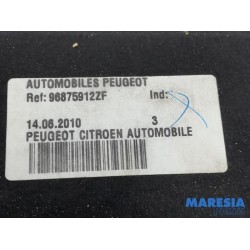 AUTOMOBILES PEUGEOT
Ref: 96875912ZF Ind:
14.06.2010 3
PEUGEOT CITROEN AUTOMOBILE
MARESIA